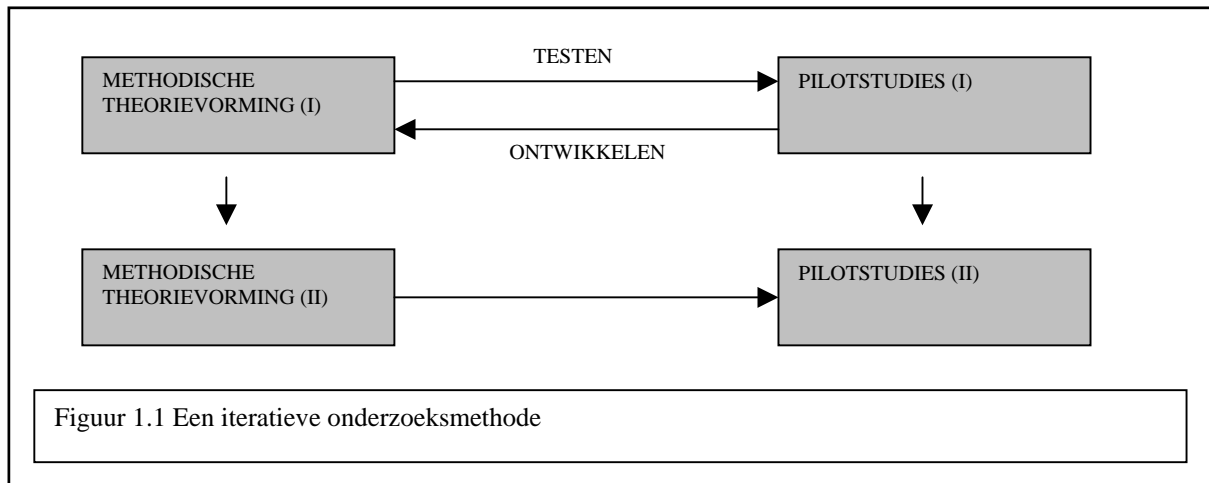 TESTEN
METHODISCHE
THEORIEVORMING (I)
PILOTSTUDIES (I)
ONTWIKKELEN
METHODISCHE
THEORIEVORMING (II)
PILOTSTUDIES (II)
Figuur 1.1 Een iteratieve onderzoeksmethode